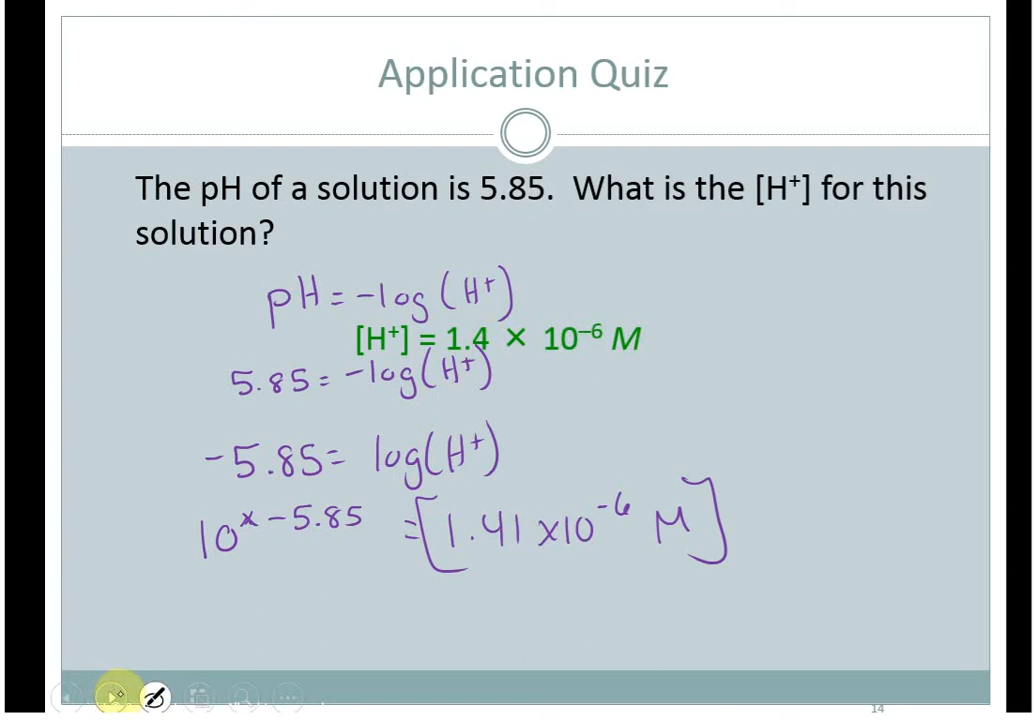 Application Quiz
The pH of a solution is 5.85. What is the [H⁺] for this
solution?
pH = -log (H⁺)
[H⁺] = 1.4 × 10⁻⁶ M
5.85 = -log(H⁺)
-5.85 = log(H⁺)
10ˣ -5.85 = [1.41 x10⁻⁶ M]
14